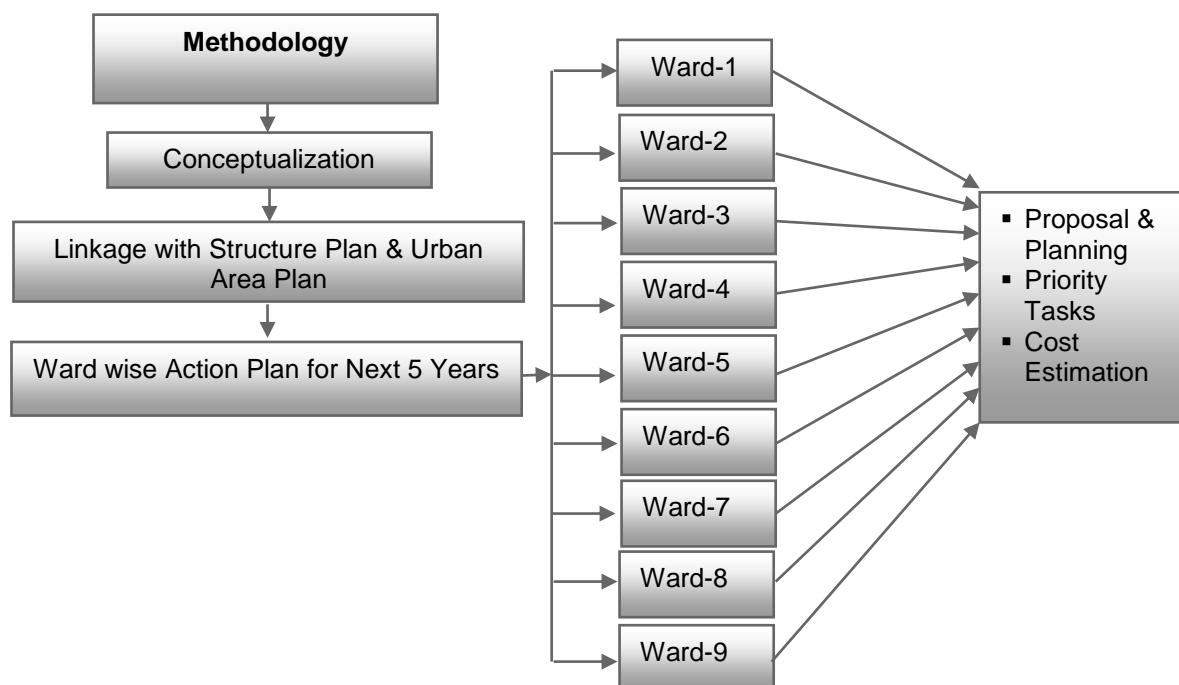 Methodology
Conceptualization
Linkage with Structure Plan & Urban
Area Plan
Ward wise Action Plan for Next 5 Years
Ward-1
Ward-2
Ward-3
Ward-4
Ward-5
Ward-6
Ward-7
Ward-8
Ward-9
▪ Proposal &
Planning
▪ Priority
Tasks
▪ Cost
Estimation